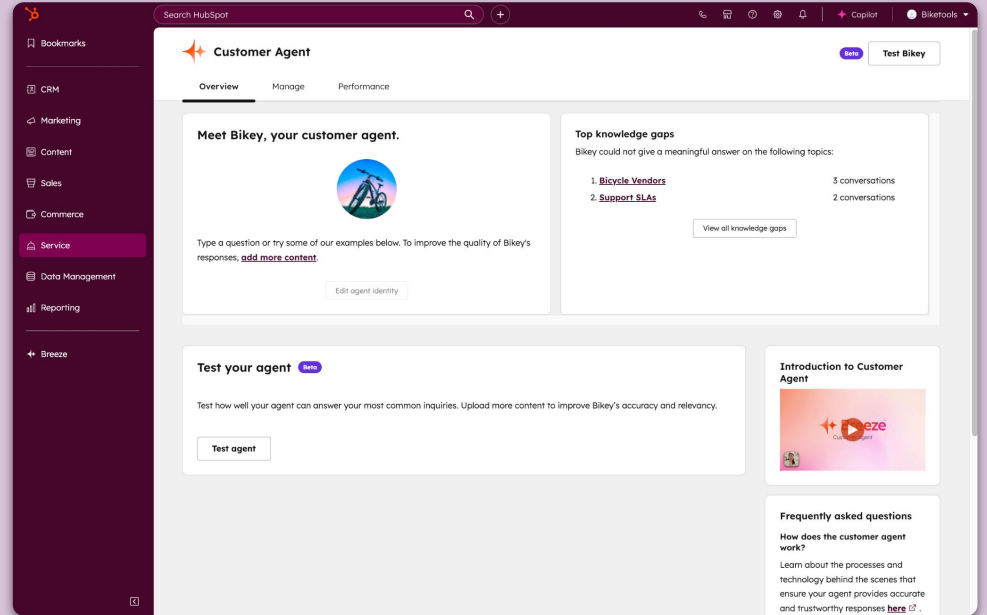 Search HubSpot
Copilot
Biketools
Bookmarks
CRM
Marketing
Content
Sales
Commerce
Service
Data Management
Reporting
Breeze
Customer Agent
Beta
Test Bikey
Overview
Manage
Performance
Meet Bikey, your customer agent.
Type a question or try some of our examples below. To improve the quality of Bikey's
responses, add more content.
Edit agent identity
Top knowledge gaps
Bikey could not give a meaningful answer on the following topics:
1. Bicycle Vendors 3 conversations
2. Support SLAs 2 conversations
View all knowledge gaps
Test your agent Beta
Test how well your agent can answer your most common inquiries. Upload more content to improve Bikey's accuracy and relevancy.
Test agent
Introduction to Customer
Agent
Breeze
Customer Agent
Frequently asked questions
How does the customer agent
work?
Learn about the processes and
technology behind the scenes that
ensure your agent provides accurate
and trustworthy responses here .